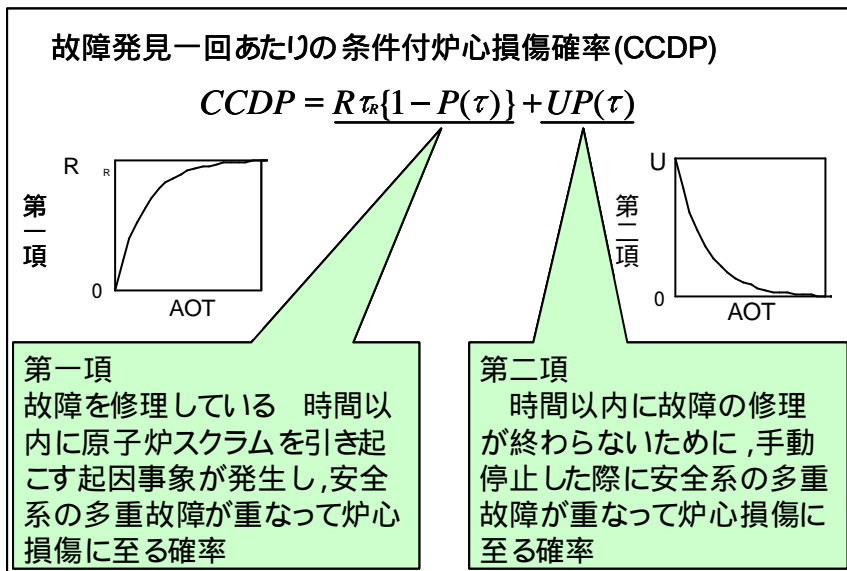 故障発見一回あたりの条件付炉心損傷確率(CCDP)
CCDP = Rτ_R{1−P(τ)}+UP(τ)
R R
第一項
0
AOT
U
第二項
0
AOT
第一項
故障を修理している 時間以
内に原子炉スクラムを引き起
こす起因事象が発生し,安全
系の多重故障が重なって炉心
損傷に至る確率
第二項
時間以内に故障の修理
が終わらないために,手動
停止した際に安全系の多重
故障が重なって炉心損傷に
至る確率